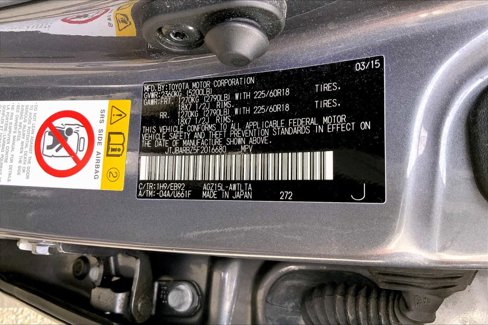 MFD.BY:TOYOTA MOTOR CORPORATION 03/15
GVWR:2360KG (5200LB)
GAWR:FRT. 1270KG (2790LB), WITH 225/60R18 TIRES.
18X7 1/2J RIMS.
RR. 1270KG (2790LB), WITH 225/60R18 TIRES.
18X7 1/2J RIMS.
THIS VEHICLE CONFORMS TO ALL APPLICABLE FEDERAL MOTOR
VEHICLE SAFETY AND THEFT PREVENTION STANDARDS IN EFFECT ON
THE DATE OF MANUFACTURE SHOWN ABOVE.
JTJBARBZ5F2016680 MPV
C/TR:1H9/EB92 AGZ15L-AWTLTA
A/TM:-04A/U661F MADE IN JAPAN 272 J
SRS SIDE AIRBAG